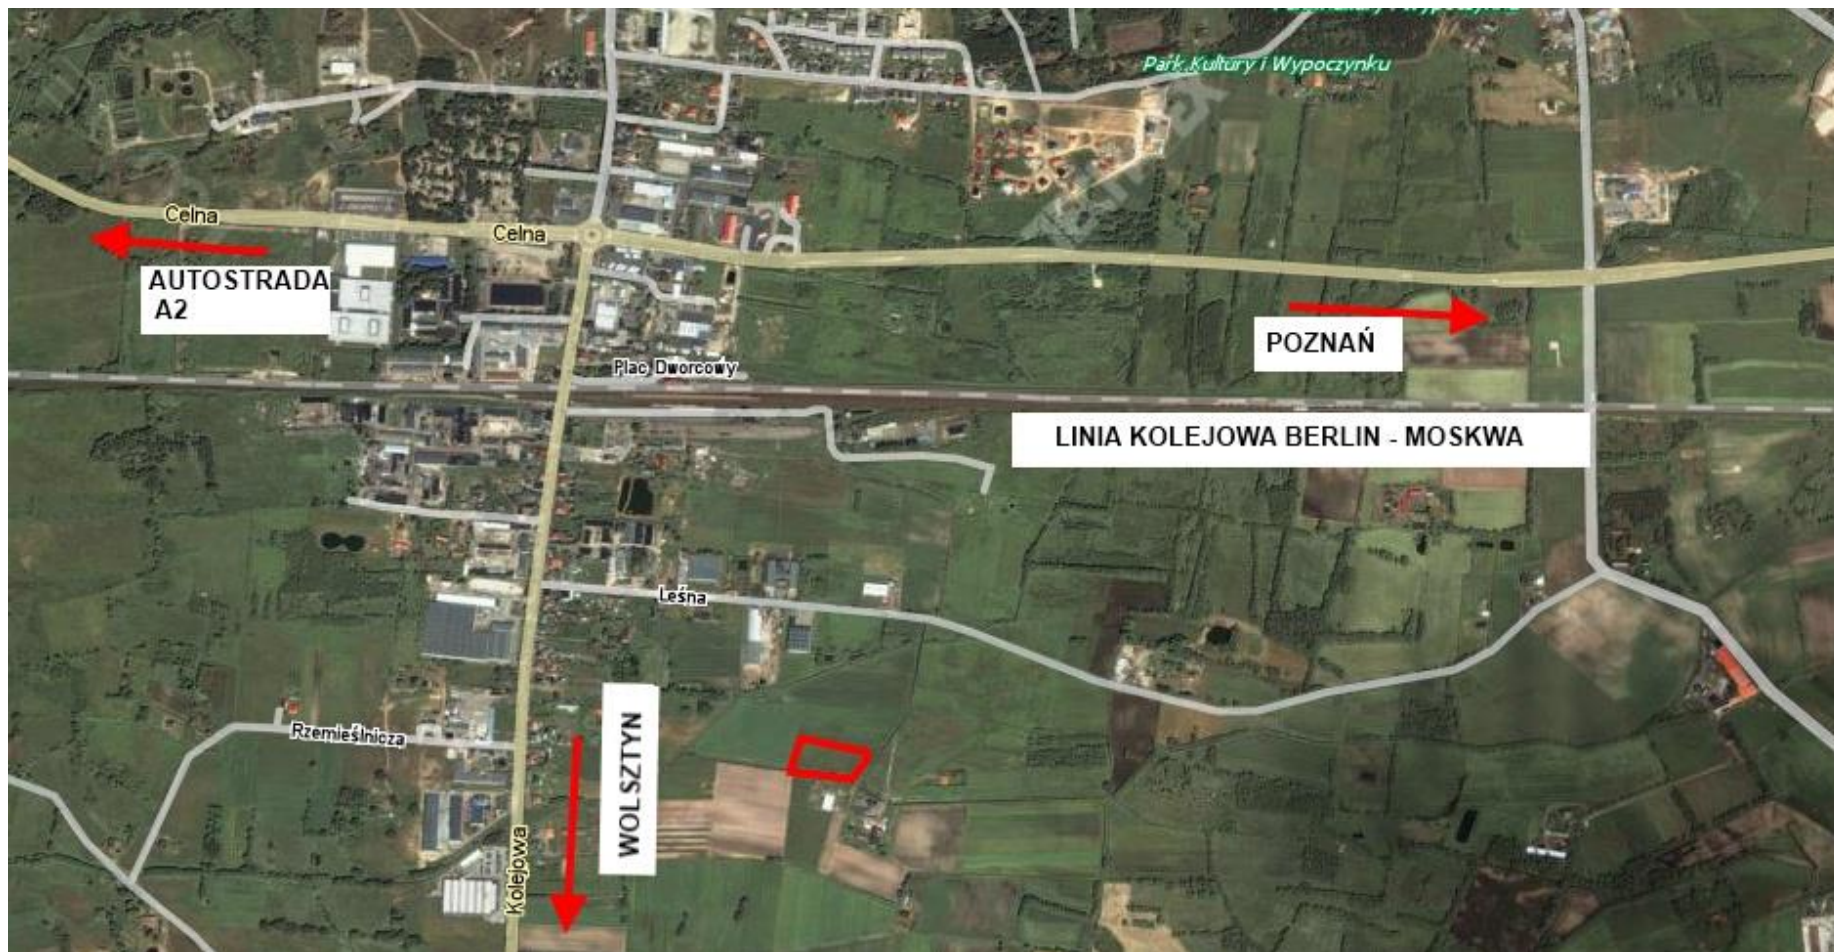 Park Kultury i Wypoczynku
Celna
Celna
AUTOSTRADA
A2
POZNAŃ
Plac Dworcowy
LINIA KOLEJOWA BERLIN - MOSKWA
Leśna
WOLSZTYN
Rzemieślnicza
Kolejowa